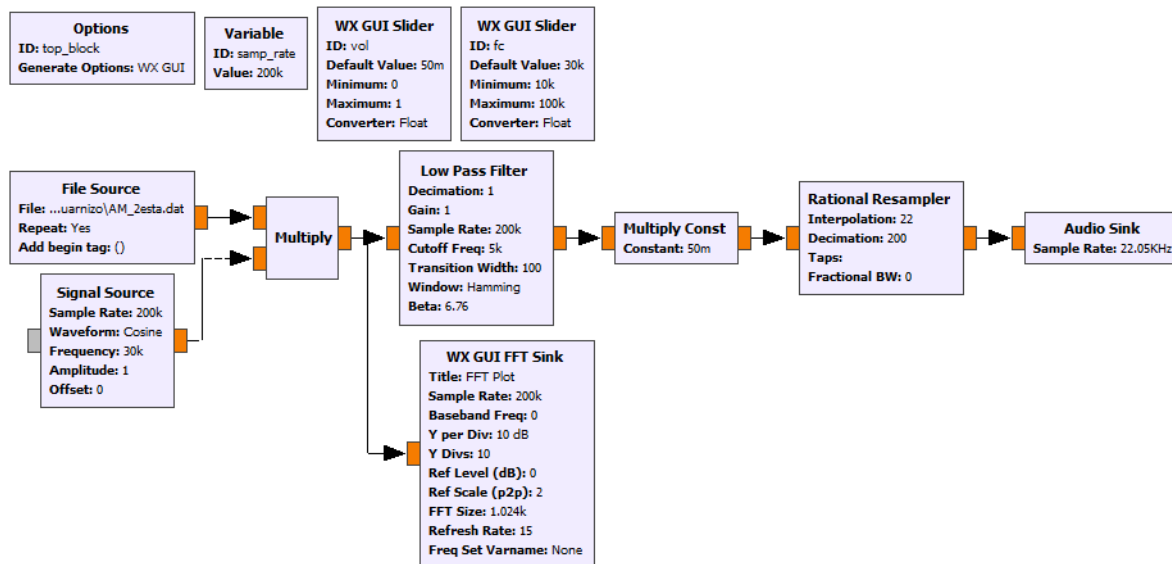 Options
ID: top_block
Generate Options: WX GUI
Variable
ID: samp_rate
Value: 200k
WX GUI Slider
ID: vol
Default Value: 50m
Minimum: 0
Maximum: 1
Converter: Float
WX GUI Slider
ID: fc
Default Value: 30k
Minimum: 10k
Maximum: 100k
Converter: Float
File Source
File: ...uarnizo\AM_2esta.dat
Repeat: Yes
Add begin tag: ()
Signal Source
Sample Rate: 200k
Waveform: Cosine
Frequency: 30k
Amplitude: 1
Offset: 0
Multiply
Low Pass Filter
Decimation: 1
Gain: 1
Sample Rate: 200k
Cutoff Freq: 5k
Transition Width: 100
Window: Hamming
Beta: 6.76
WX GUI FFT Sink
Title: FFT Plot
Sample Rate: 200k
Baseband Freq: 0
Y per Div: 10 dB
Y Divs: 10
Ref Level (dB): 0
Ref Scale (p2p): 2
FFT Size: 1.024k
Refresh Rate: 15
Freq Set Varname: None
Multiply Const
Constant: 50m
Rational Resampler
Interpolation: 22
Decimation: 200
Taps:
Fractional BW: 0
Audio Sink
Sample Rate: 22.05KHz